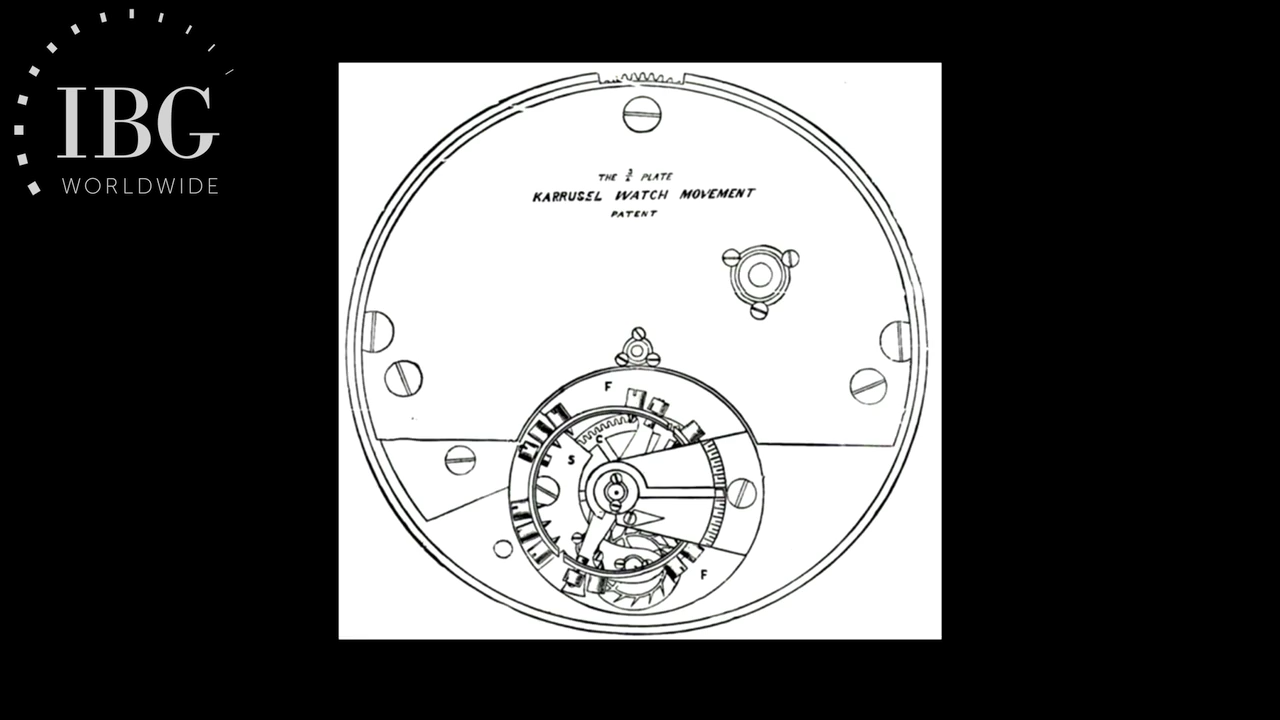 IBG
WORLDWIDE
THE 3/4 PLATE
KARRUSEL WATCH MOVEMENT
PATENT
F
C
S
F